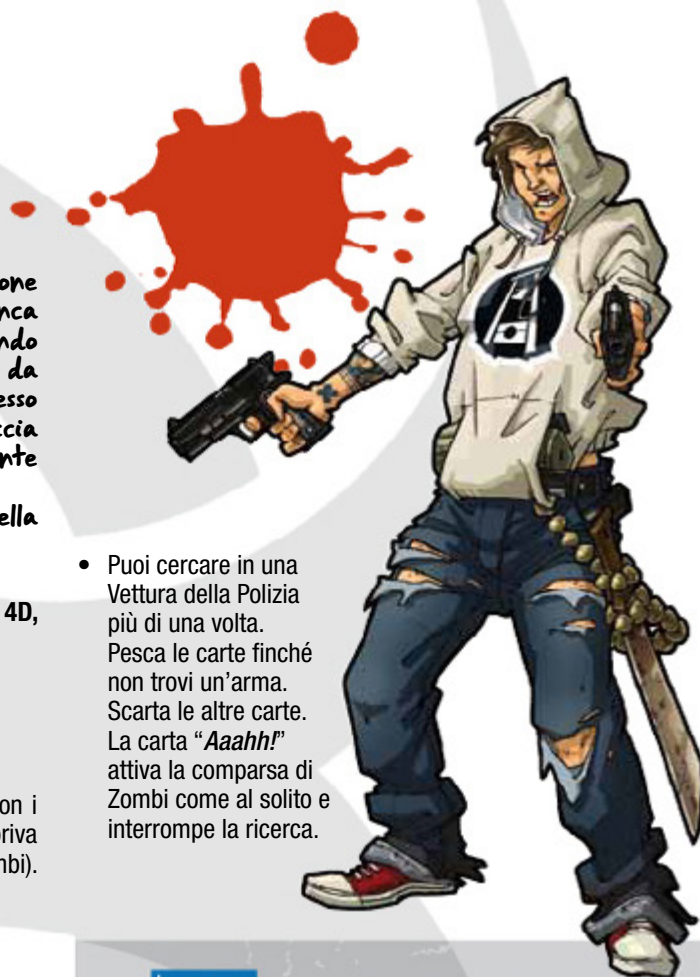 one
nca
ndo
da
esso
ccia
nte
ella
4D,
on i
oriva
nbi).
• Puoi cercare in una
Vettura della Polizia
più di una volta.
Pesca le carte finché
non trovi un’arma.
Scarta le altre carte.
La carta “Aaahh!”
attiva la comparsa di
Zombi come al solito e
interrompe la ricerca.